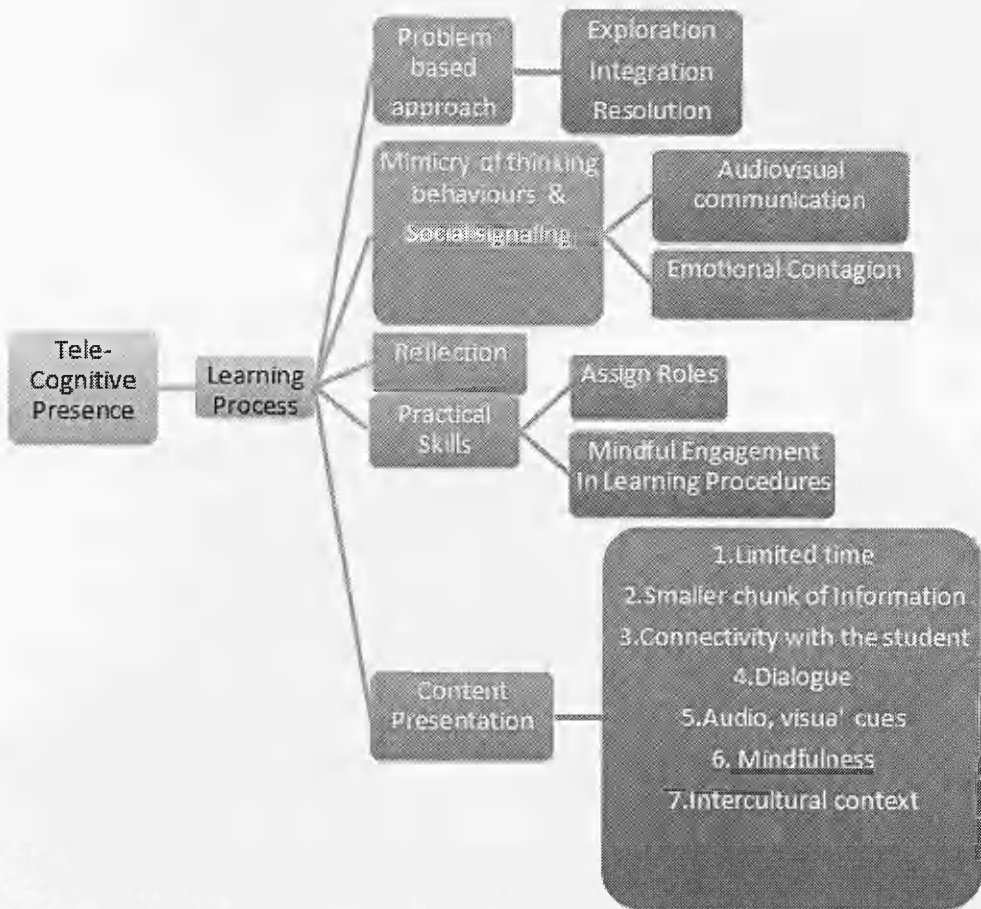 Problem
based
approach
Exploration
Integration
Resolution
Mimicry of thinking
behaviours &
Social signaling
Audiovisual
communication
Emotional Contagion
Tele-
Cognitive
Presence
Learning
Process
Reflection
Practical
Skills
Assign Roles
Mindful Engagement
In Learning Procedures
Content
Presentation
1.Limited time
2.Smaller chunk of Information
3.Connectivity with the student
4.Dialogue
5.Audio, visual cues
6. Mindfulness
7.Intercultural context